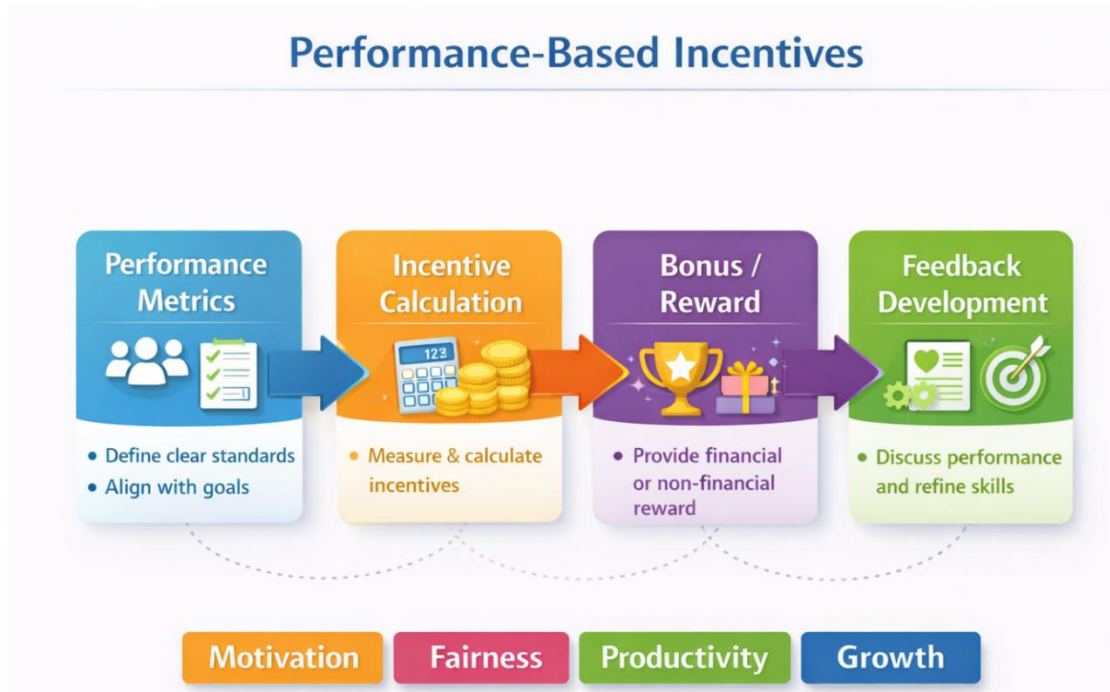 Performance-Based Incentives
Performance
Metrics
• Define clear standards
• Align with goals
Incentive
Calculation
123
• Measure & calculate
incentives
Bonus /
Reward
• Provide financial
or non-financial
reward
Feedback
Development
• Discuss performance
and refine skills
Motivation
Fairness
Productivity
Growth